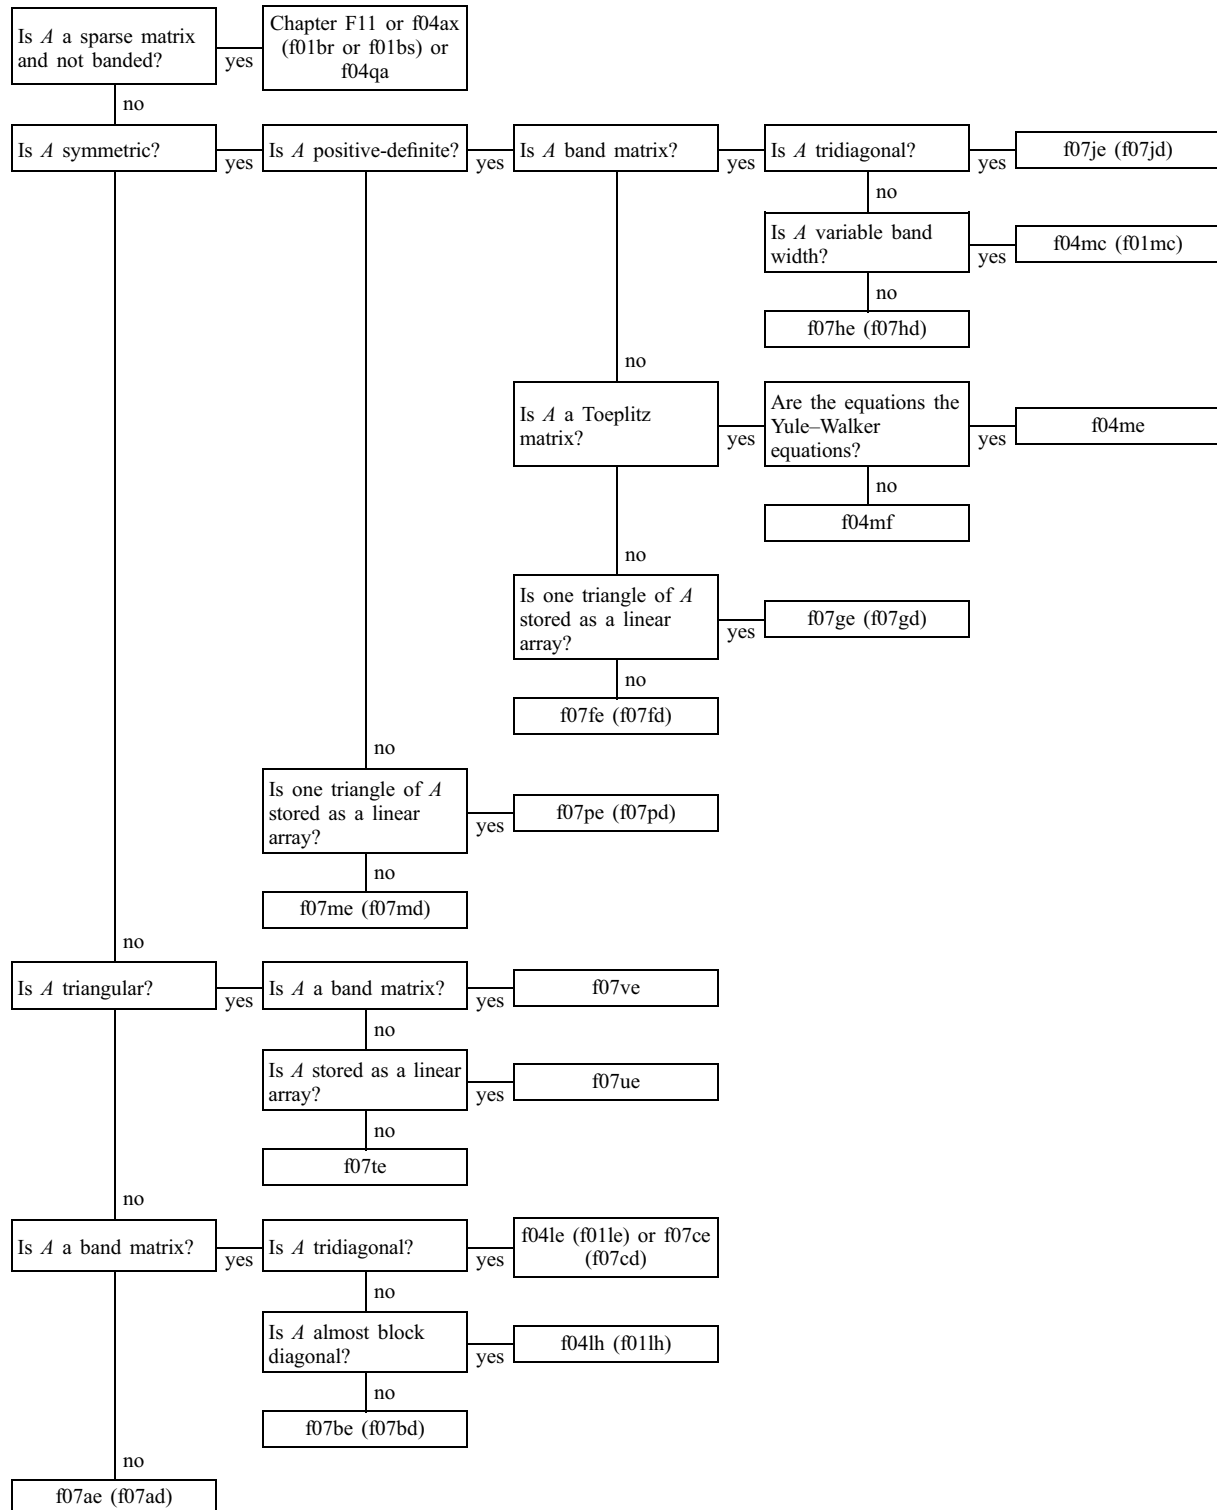 Is A a sparse matrix
and not banded?
yes
Chapter F11 or f04ax
(f01br or f01bs) or
f04qa
no
Is A symmetric?
yes
Is A positive-definite?
yes
Is A band matrix?
yes
Is A tridiagonal?
yes
f07je (f07jd)
no
Is A variable band
width?
yes
f04mc (f01mc)
no
f07he (f07hd)
no
Is A a Toeplitz
matrix?
yes
Are the equations the
Yule–Walker
equations?
yes
f04me
no
f04mf
no
Is one triangle of A
stored as a linear
array?
yes
f07ge (f07gd)
no
f07fe (f07fd)
no
Is one triangle of A
stored as a linear
array?
yes
f07pe (f07pd)
no
f07me (f07md)
no
Is A triangular?
yes
Is A a band matrix?
yes
f07ve
no
Is A stored as a linear
array?
yes
f07ue
no
f07te
no
Is A a band matrix?
yes
Is A tridiagonal?
yes
f04le (f01le) or f07ce
(f07cd)
no
Is A almost block
diagonal?
yes
f04lh (f01lh)
no
f07be (f07bd)
no
f07ae (f07ad)